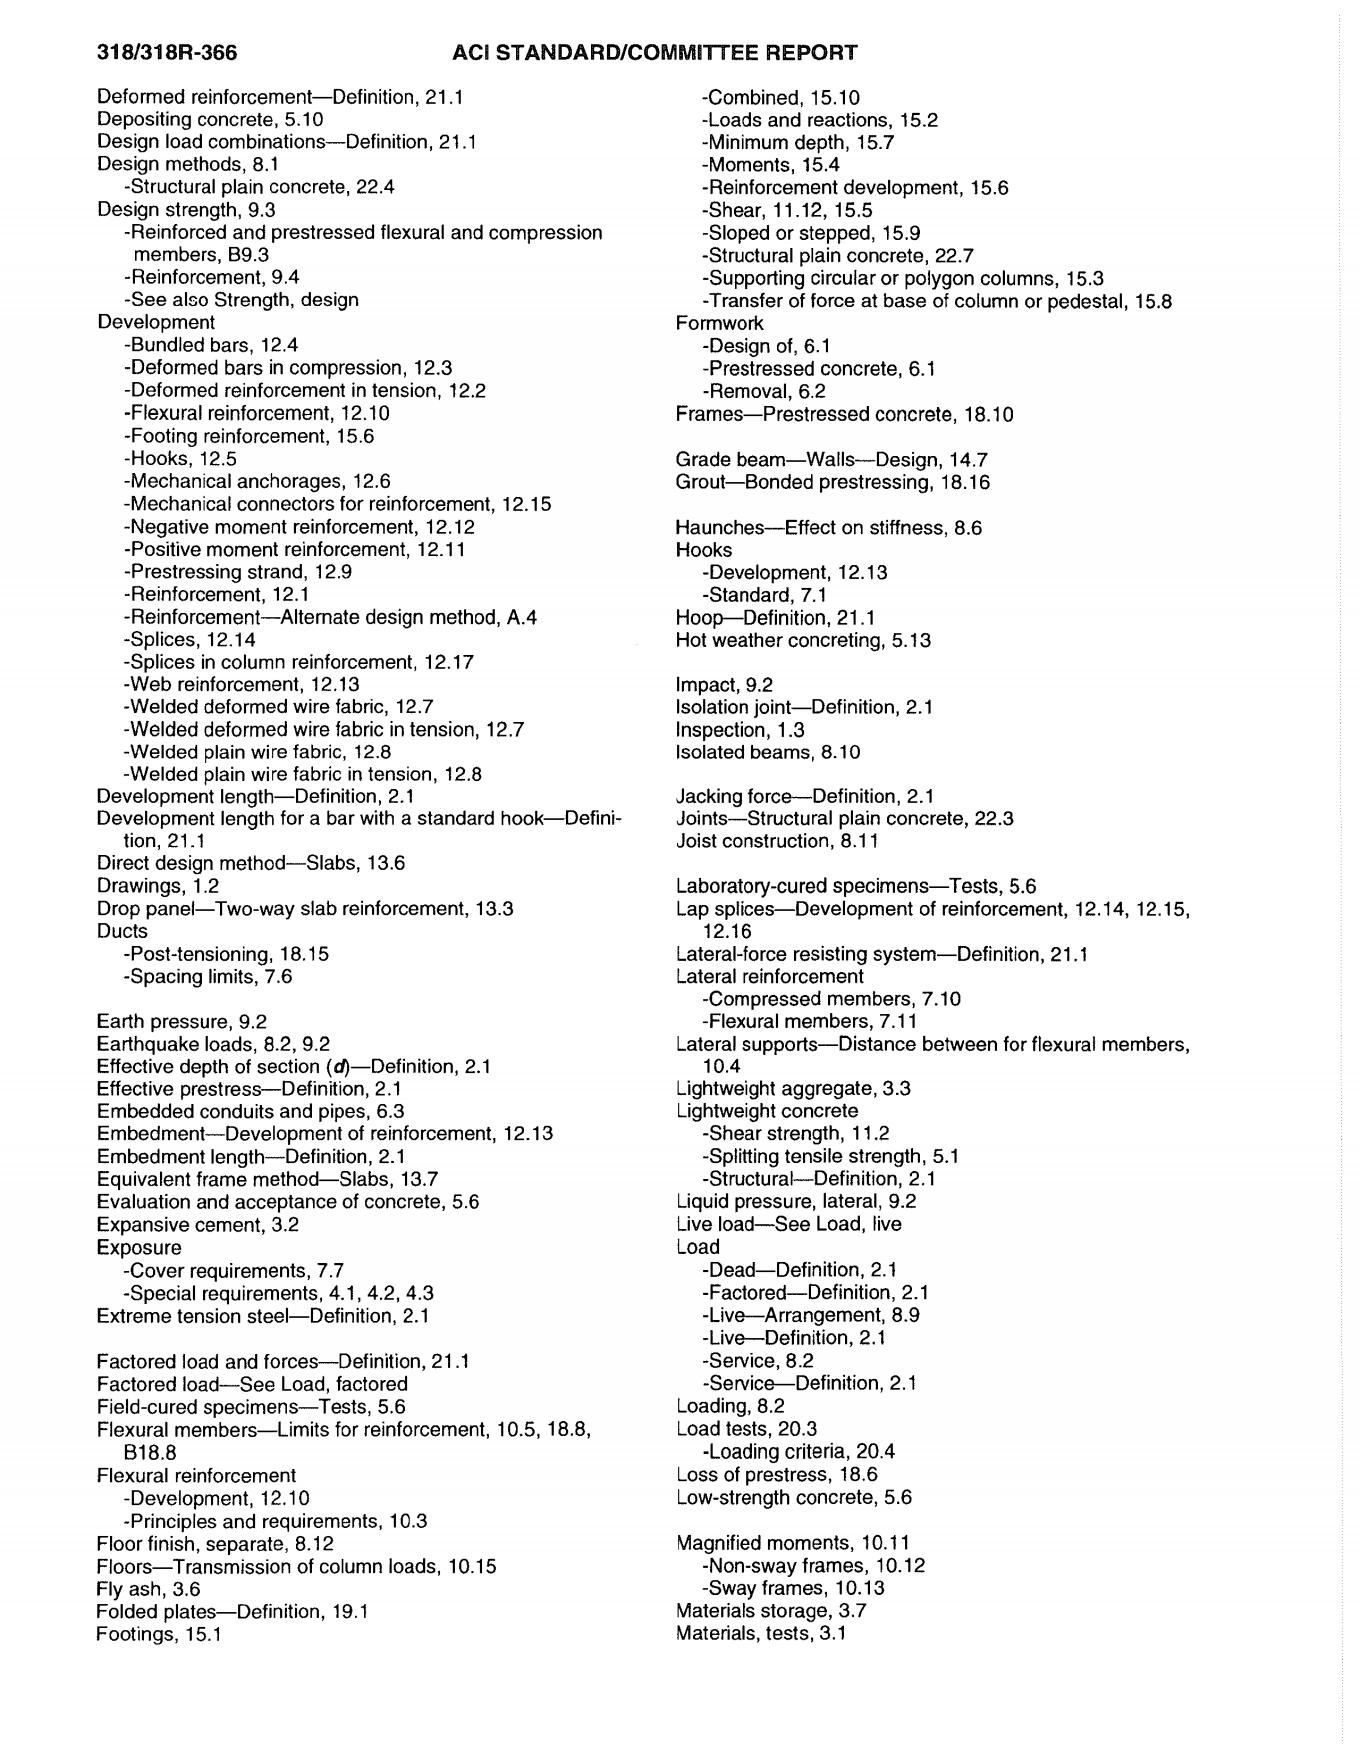 318/318R-366
ACI STANDARD/COMMITTEE REPORT
Deformed reinforcement—Definition, 21.1
Depositing concrete, 5.10
Design load combinations—Definition, 21.1
Design methods, 8.1
-Structural plain concrete, 22.4
Design strength, 9.3
-Reinforced and prestressed flexural and compression
members, B9.3
-Reinforcement, 9.4
-See also Strength, design
Development
-Bundled bars, 12.4
-Deformed bars in compression, 12.3
-Deformed reinforcement in tension, 12.2
-Flexural reinforcement, 12.10
-Footing reinforcement, 15.6
-Hooks, 12.5
-Mechanical anchorages, 12.6
-Mechanical connectors for reinforcement, 12.15
-Negative moment reinforcement, 12.12
-Positive moment reinforcement, 12.11
-Prestressing strand, 12.9
-Reinforcement, 12.1
-Reinforcement—Alternate design method, A.4
-Splices, 12.14
-Splices in column reinforcement, 12.17
-Web reinforcement, 12.13
-Welded deformed wire fabric, 12.7
-Welded deformed wire fabric in tension, 12.7
-Welded plain wire fabric, 12.8
-Welded plain wire fabric in tension, 12.8
Development length—Definition, 2.1
Development length for a bar with a standard hook—Defini-
tion, 21.1
Direct design method—Slabs, 13.6
Drawings, 1.2
Drop panel—Two-way slab reinforcement, 13.3
Ducts
-Post-tensioning, 18.15
-Spacing limits, 7.6
Earth pressure, 9.2
Earthquake loads, 8.2, 9.2
Effective depth of section (d)—Definition, 2.1
Effective prestress—Definition, 2.1
Embedded conduits and pipes, 6.3
Embedment—Development of reinforcement, 12.13
Embedment length—Definition, 2.1
Equivalent frame method—Slabs, 13.7
Evaluation and acceptance of concrete, 5.6
Expansive cement, 3.2
Exposure
-Cover requirements, 7.7
-Special requirements, 4.1, 4.2, 4.3
Extreme tension steel—Definition, 2.1
Factored load and forces—Definition, 21.1
Factored load—See Load, factored
Field-cured specimens—Tests, 5.6
Flexural members—Limits for reinforcement, 10.5, 18.8,
B18.8
Flexural reinforcement
-Development, 12.10
-Principles and requirements, 10.3
Floor finish, separate, 8.12
Floors—Transmission of column loads, 10.15
Fly ash, 3.6
Folded plates—Definition, 19.1
Footings, 15.1
-Combined, 15.10
-Loads and reactions, 15.2
-Minimum depth, 15.7
-Moments, 15.4
-Reinforcement development, 15.6
-Shear, 11.12, 15.5
-Sloped or stepped, 15.9
-Structural plain concrete, 22.7
-Supporting circular or polygon columns, 15.3
-Transfer of force at base of column or pedestal, 15.8
Formwork
-Design of, 6.1
-Prestressed concrete, 6.1
-Removal, 6.2
Frames—Prestressed concrete, 18.10
Grade beam—Walls—Design, 14.7
Grout—Bonded prestressing, 18.16
Haunches—Effect on stiffness, 8.6
Hooks
-Development, 12.13
-Standard, 7.1
Hoop—Definition, 21.1
Hot weather concreting, 5.13
Impact, 9.2
Isolation joint—Definition, 2.1
Inspection, 1.3
Isolated beams, 8.10
Jacking force—Definition, 2.1
Joints—Structural plain concrete, 22.3
Joist construction, 8.11
Laboratory-cured specimens—Tests, 5.6
Lap splices—Development of reinforcement, 12.14, 12.15,
12.16
Lateral-force resisting system—Definition, 21.1
Lateral reinforcement
-Compressed members, 7.10
-Flexural members, 7.11
Lateral supports—Distance between for flexural members,
10.4
Lightweight aggregate, 3.3
Lightweight concrete
-Shear strength, 11.2
-Splitting tensile strength, 5.1
-Structural—Definition, 2.1
Liquid pressure, lateral, 9.2
Live load—See Load, live
Load
-Dead—Definition, 2.1
-Factored—Definition, 2.1
-Live—Arrangement, 8.9
-Live—Definition, 2.1
-Service, 8.2
-Service—Definition, 2.1
Loading, 8.2
Load tests, 20.3
-Loading criteria, 20.4
Loss of prestress, 18.6
Low-strength concrete, 5.6
Magnified moments, 10.11
-Non-sway frames, 10.12
-Sway frames, 10.13
Materials storage, 3.7
Materials, tests, 3.1